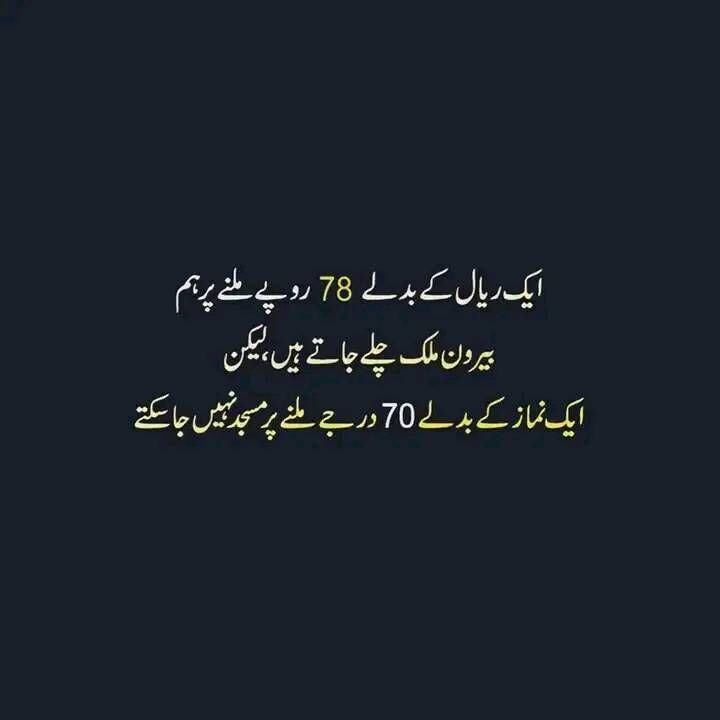 ایک ریال کے بدلے 78 روپے ملنے پر ہم
بیرون ملک چلے جاتے ہیں، لیکن
ایک نماز کے بدلے 70 درجے ملنے پر مسجد نہیں جا سکتے